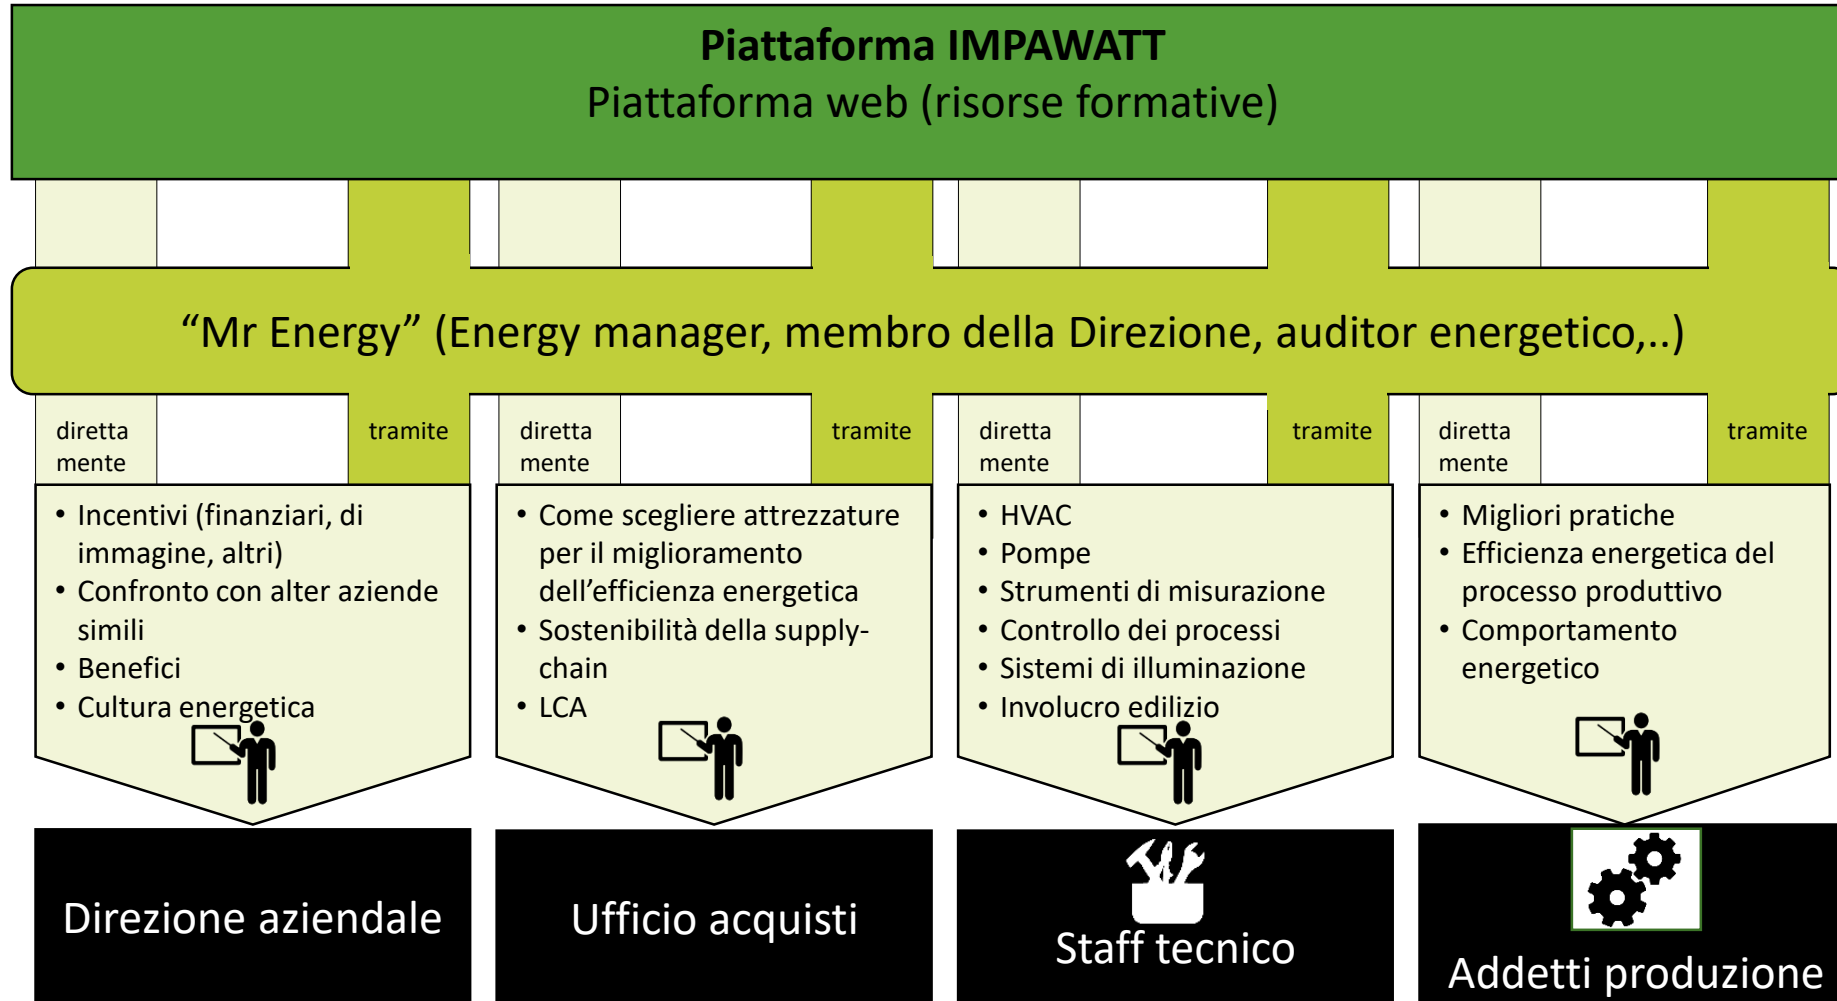 Piattaforma IMPAWATT
Piattaforma web (risorse formative)
“Mr Energy” (Energy manager, membro della Direzione, auditor energetico,..)
diretta
mente
tramite
diretta
mente
tramite
diretta
mente
tramite
diretta
mente
tramite
• Incentivi (finanziari, di
immagine, altri)
• Confronto con alter aziende
simili
• Benefici
• Cultura energetica
• Come scegliere attrezzature
per il miglioramento
dell’efficienza energetica
• Sostenibilità della supply-
chain
• LCA
• HVAC
• Pompe
• Strumenti di misurazione
• Controllo dei processi
• Sistemi di illuminazione
• Involucro edilizio
• Migliori pratiche
• Efficienza energetica del
processo produttivo
• Comportamento
energetico
Direzione aziendale
Ufficio acquisti
Staff tecnico
Addetti produzione